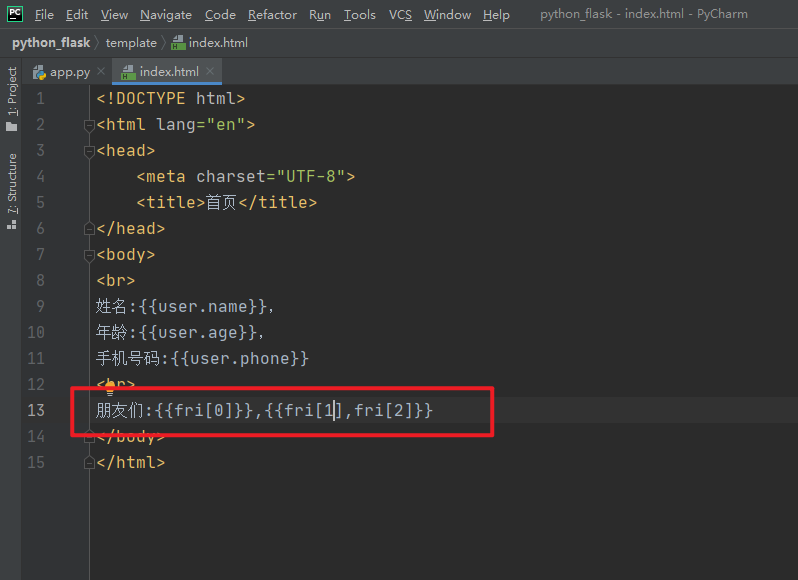 PC File Edit View Navigate Code Refactor Run Tools VCS Window Help python_flask - index.html - PyCharm
python_flask template index.html
app.py index.html
1: Project
7: Structure
1 <!DOCTYPE html>
2 <html lang="en">
3 <head>
4 <meta charset="UTF-8">
5 <title>首页</title>
6 </head>
7 <body>
8 <br>
9 姓名:{{user.name}},
10 年龄:{{user.age}},
11 手机号码:{{user.phone}}
12 <br>
13 朋友们:{{fri[0]}},{{fri[1],fri[2]}}
14 </body>
15 </html>